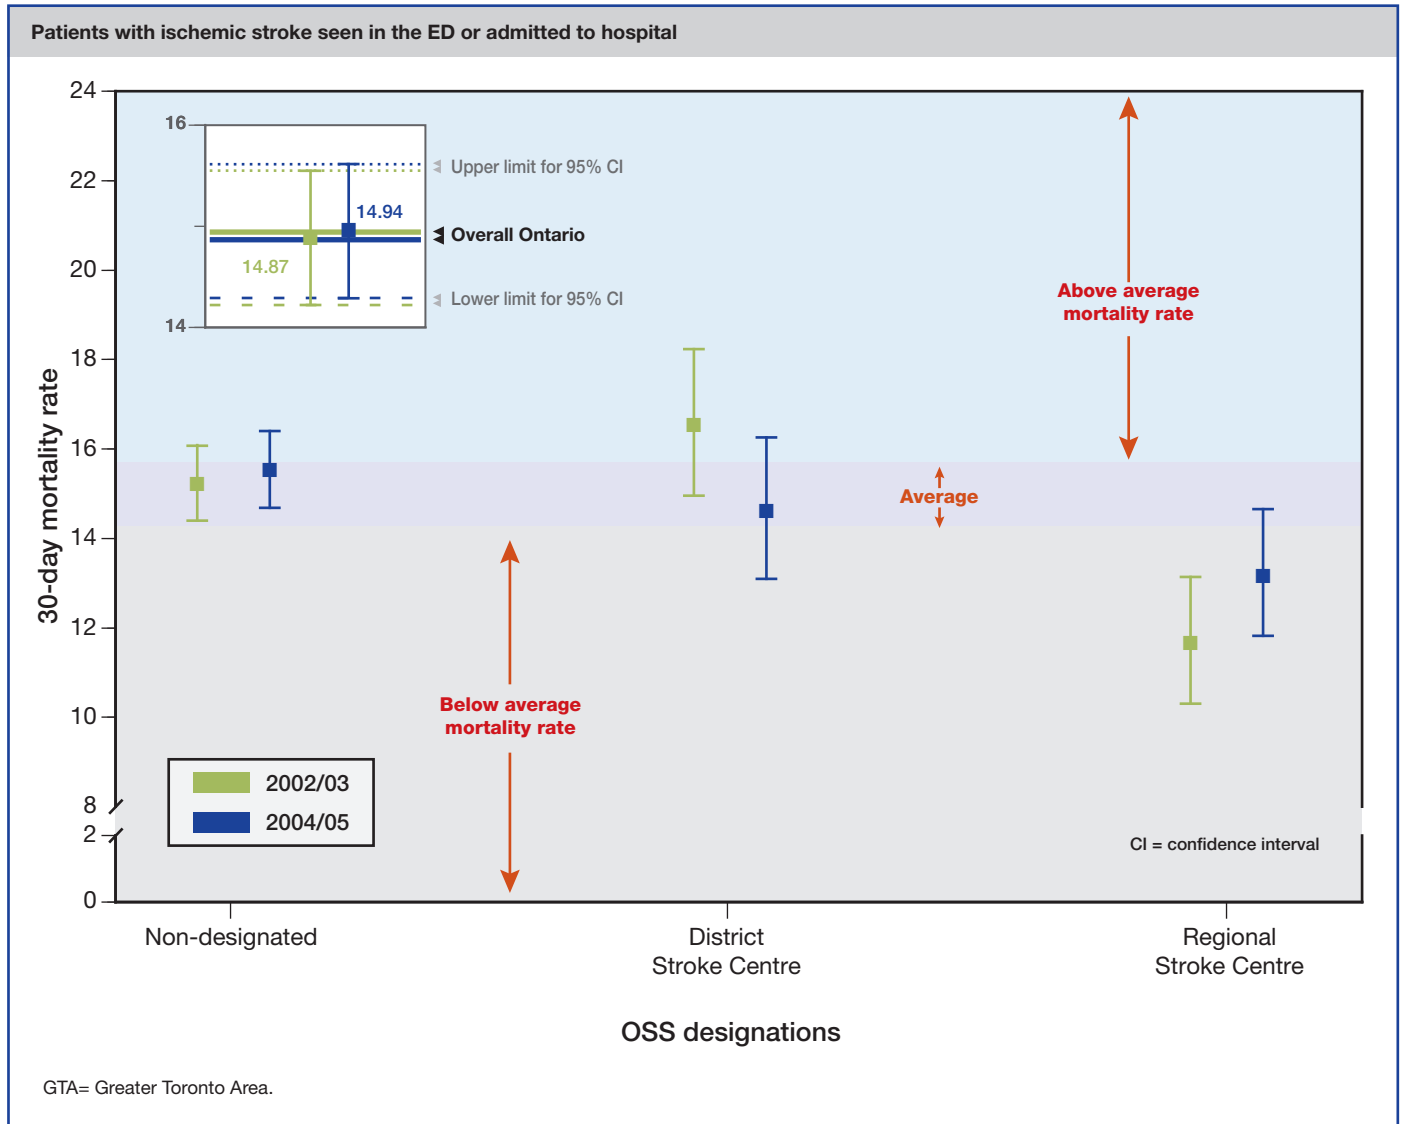 Patients with ischemic stroke seen in the ED or admitted to hospital
30-day mortality rate
24
22
20
18
16
14
12
10
8
2
0
16
14
14.94
14.87
Upper limit for 95% CI
Overall Ontario
Lower limit for 95% CI
Above average
mortality rate
Average
Below average
mortality rate
2002/03
2004/05
CI = confidence interval
Non-designated
District
Stroke Centre
Regional
Stroke Centre
OSS designations
GTA= Greater Toronto Area.